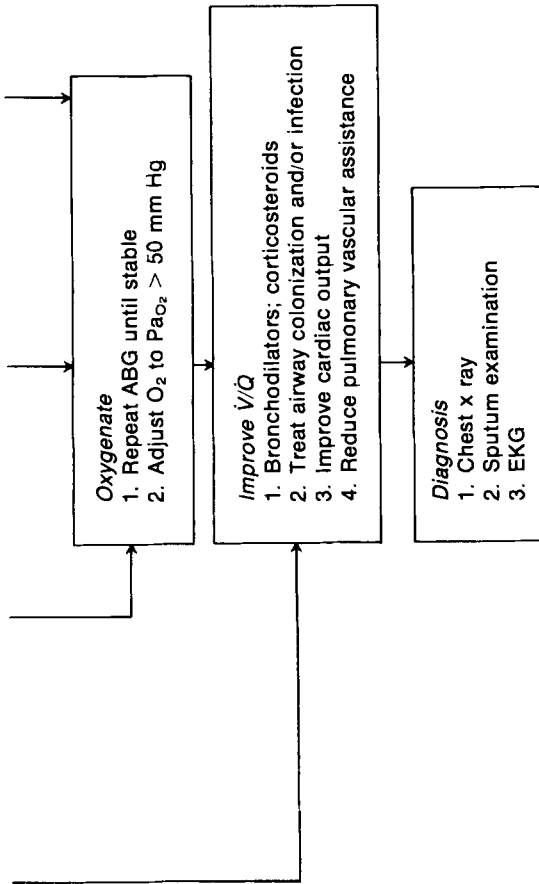 Oxygenate
1. Repeat ABG until stable
2. Adjust O₂ to PaO₂ > 50 mm Hg
Improve V̇/Q̇
1. Bronchodilators; corticosteroids
2. Treat airway colonization and/or infection
3. Improve cardiac output
4. Reduce pulmonary vascular assistance
Diagnosis
1. Chest x ray
2. Sputum examination
3. EKG